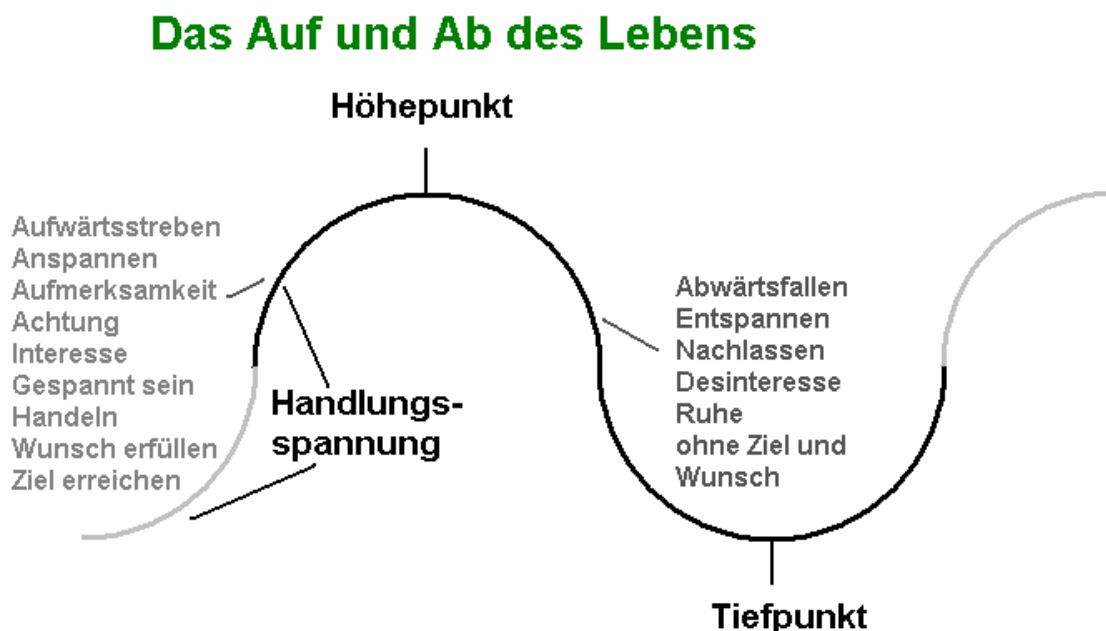 Das Auf und Ab des Lebens
Höhepunkt
Aufwärtsstreben
Anspannen
Aufmerksamkeit
Achtung
Interesse
Gespannt sein
Handeln
Wunsch erfüllen
Ziel erreichen
Handlungs-
spannung
Abwärtsfallen
Entspannen
Nachlassen
Desinteresse
Ruhe
ohne Ziel und
Wunsch
Tiefpunkt